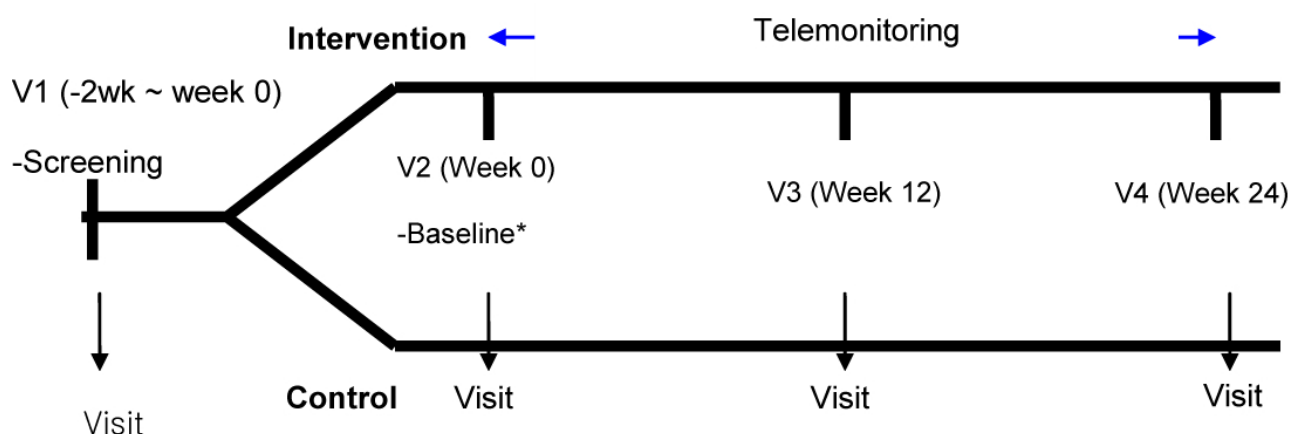 Intervention
Telemonitoring
V1 (-2wk ~ week 0)
-Screening
V2 (Week 0)
V3 (Week 12)
V4 (Week 24)
-Baseline*
Control
Visit
Visit
Visit
Visit